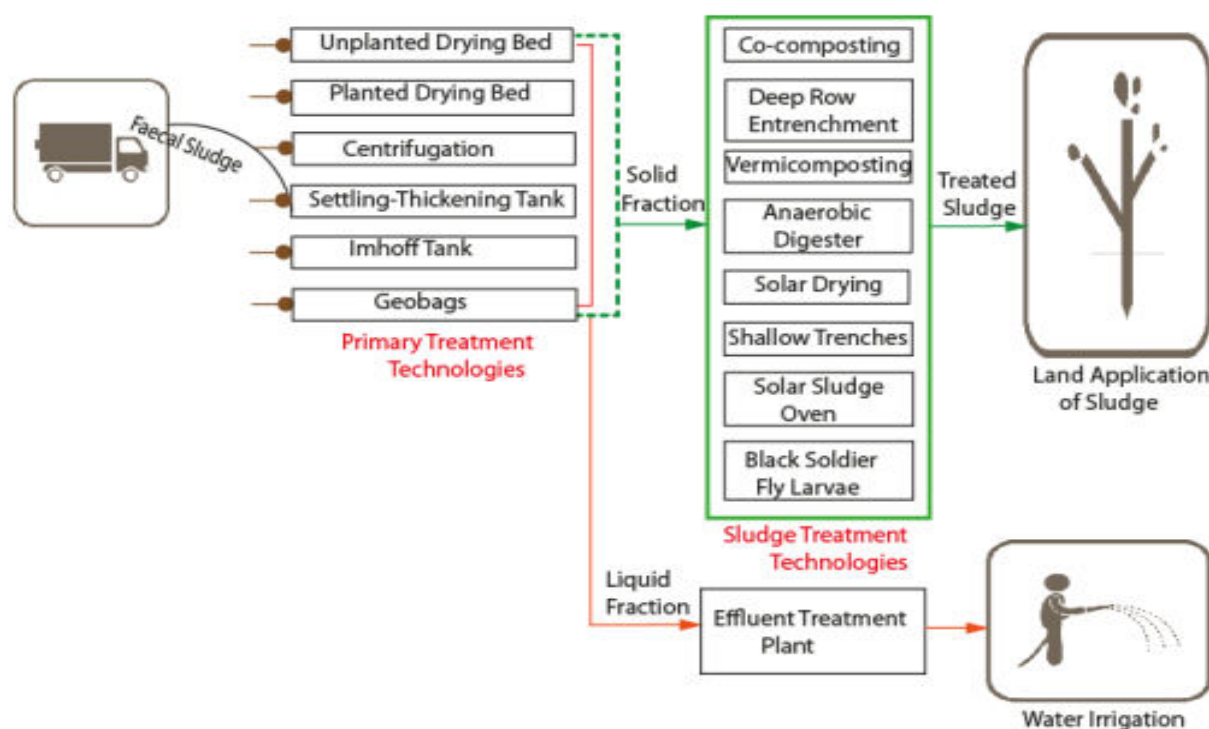 Faecal Sludge
Unplanted Drying Bed
Planted Drying Bed
Centrifugation
Settling-Thickening Tank
Imhoff Tank
Geobags
Primary Treatment
Technologies
Solid
Fraction
Co-composting
Deep Row
Entrenchment
Vermicomposting
Anaerobic
Digester
Solar Drying
Shallow Trenches
Solar Sludge
Oven
Black Soldier
Fly Larvae
Sludge Treatment
Technologies
Treated
Sludge
Land Application
of Sludge
Liquid
Fraction
Effluent Treatment
Plant
Water Irrigation